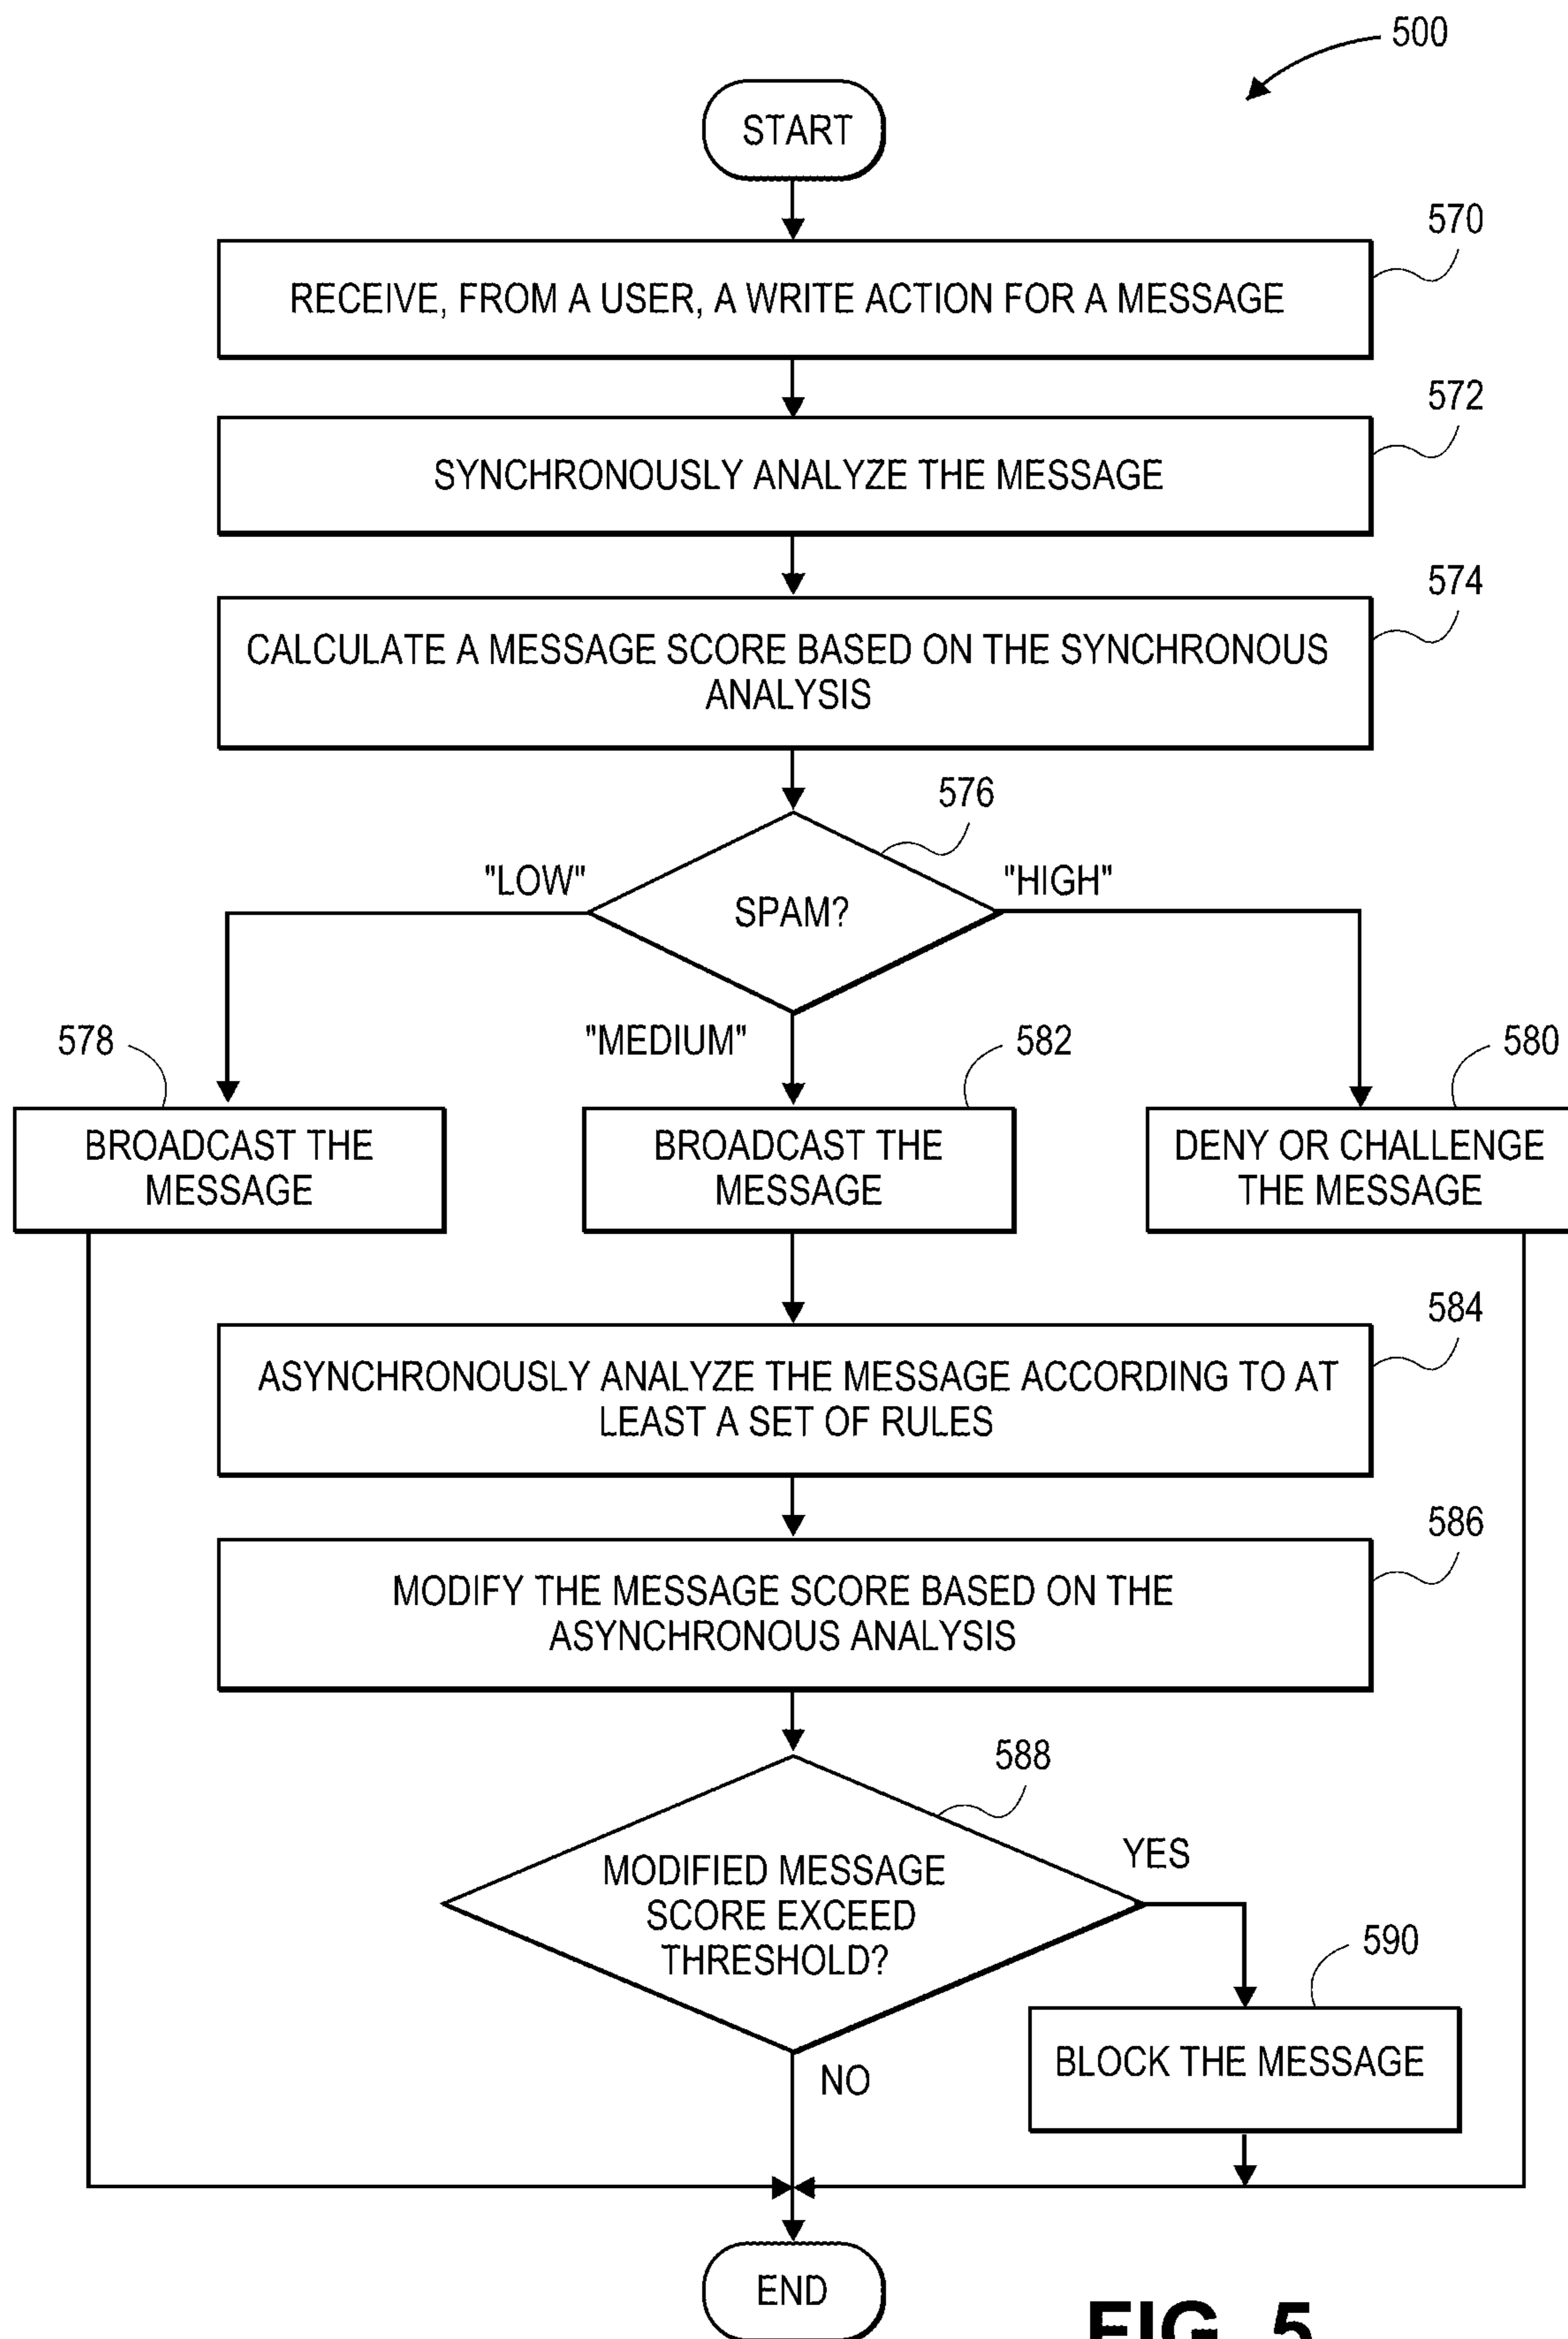 500
START
570
RECEIVE, FROM A USER, A WRITE ACTION FOR A MESSAGE
572
SYNCHRONOUSLY ANALYZE THE MESSAGE
574
CALCULATE A MESSAGE SCORE BASED ON THE SYNCHRONOUS
ANALYSIS
576
"LOW"
SPAM?
"HIGH"
578
"MEDIUM"
582
580
BROADCAST THE
MESSAGE
BROADCAST THE
MESSAGE
DENY OR CHALLENGE
THE MESSAGE
584
ASYNCHRONOUSLY ANALYZE THE MESSAGE ACCORDING TO AT
LEAST A SET OF RULES
586
MODIFY THE MESSAGE SCORE BASED ON THE
ASYNCHRONOUS ANALYSIS
588
MODIFIED MESSAGE
SCORE EXCEED
THRESHOLD?
YES
590
BLOCK THE MESSAGE
NO
END
FIG. 5